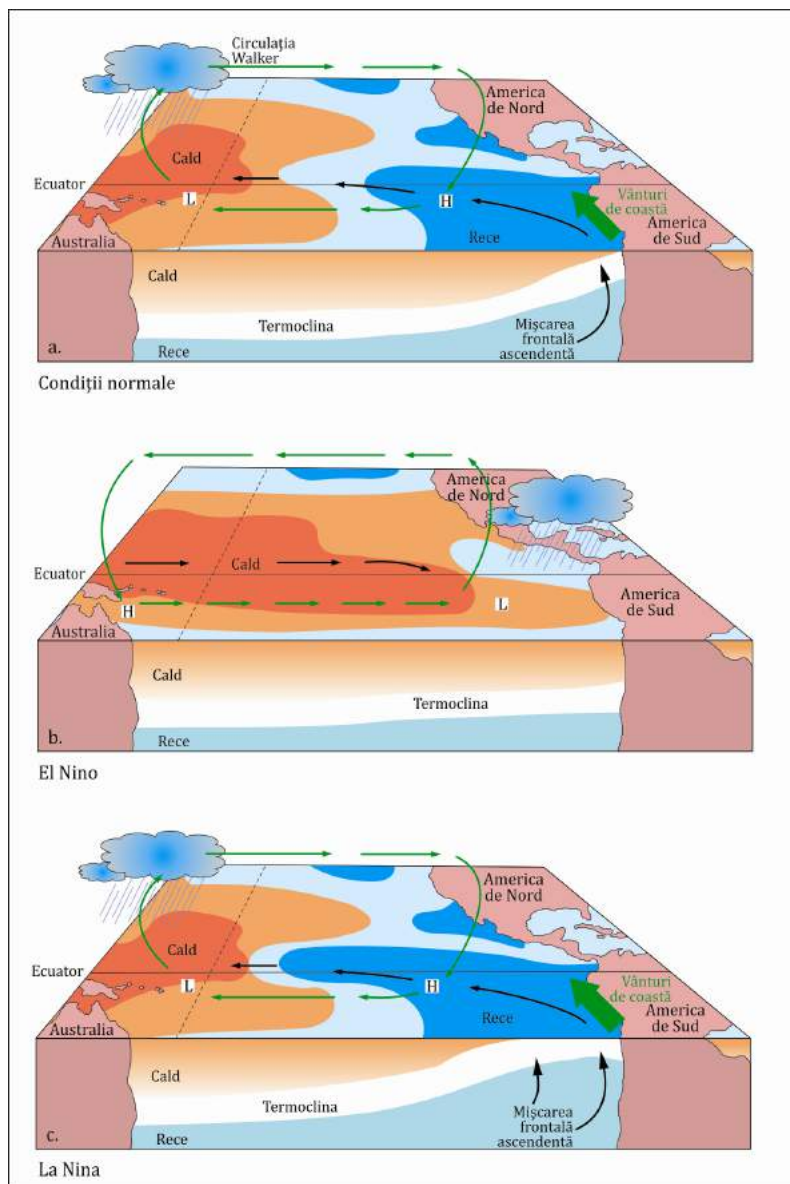 Circulația
Walker
America
de Nord
Cald
Ecuator
L
H
Vânturi
de coastă
Australia
Rece
America
de Sud
Cald
Termoclina
Mișcarea
frontală
ascendentă
a.
Rece
Condiții normale
America
de Nord
Ecuator
Cald
H
L
America
de Sud
Australia
Cald
Termoclina
b.
Rece
El Nino
America
de Nord
Cald
Ecuator
L
H
Vânturi
de coastă
Rece
America
de Sud
Australia
Cald
Termoclina
Mișcarea
frontală
ascendentă
c.
Rece
La Nina